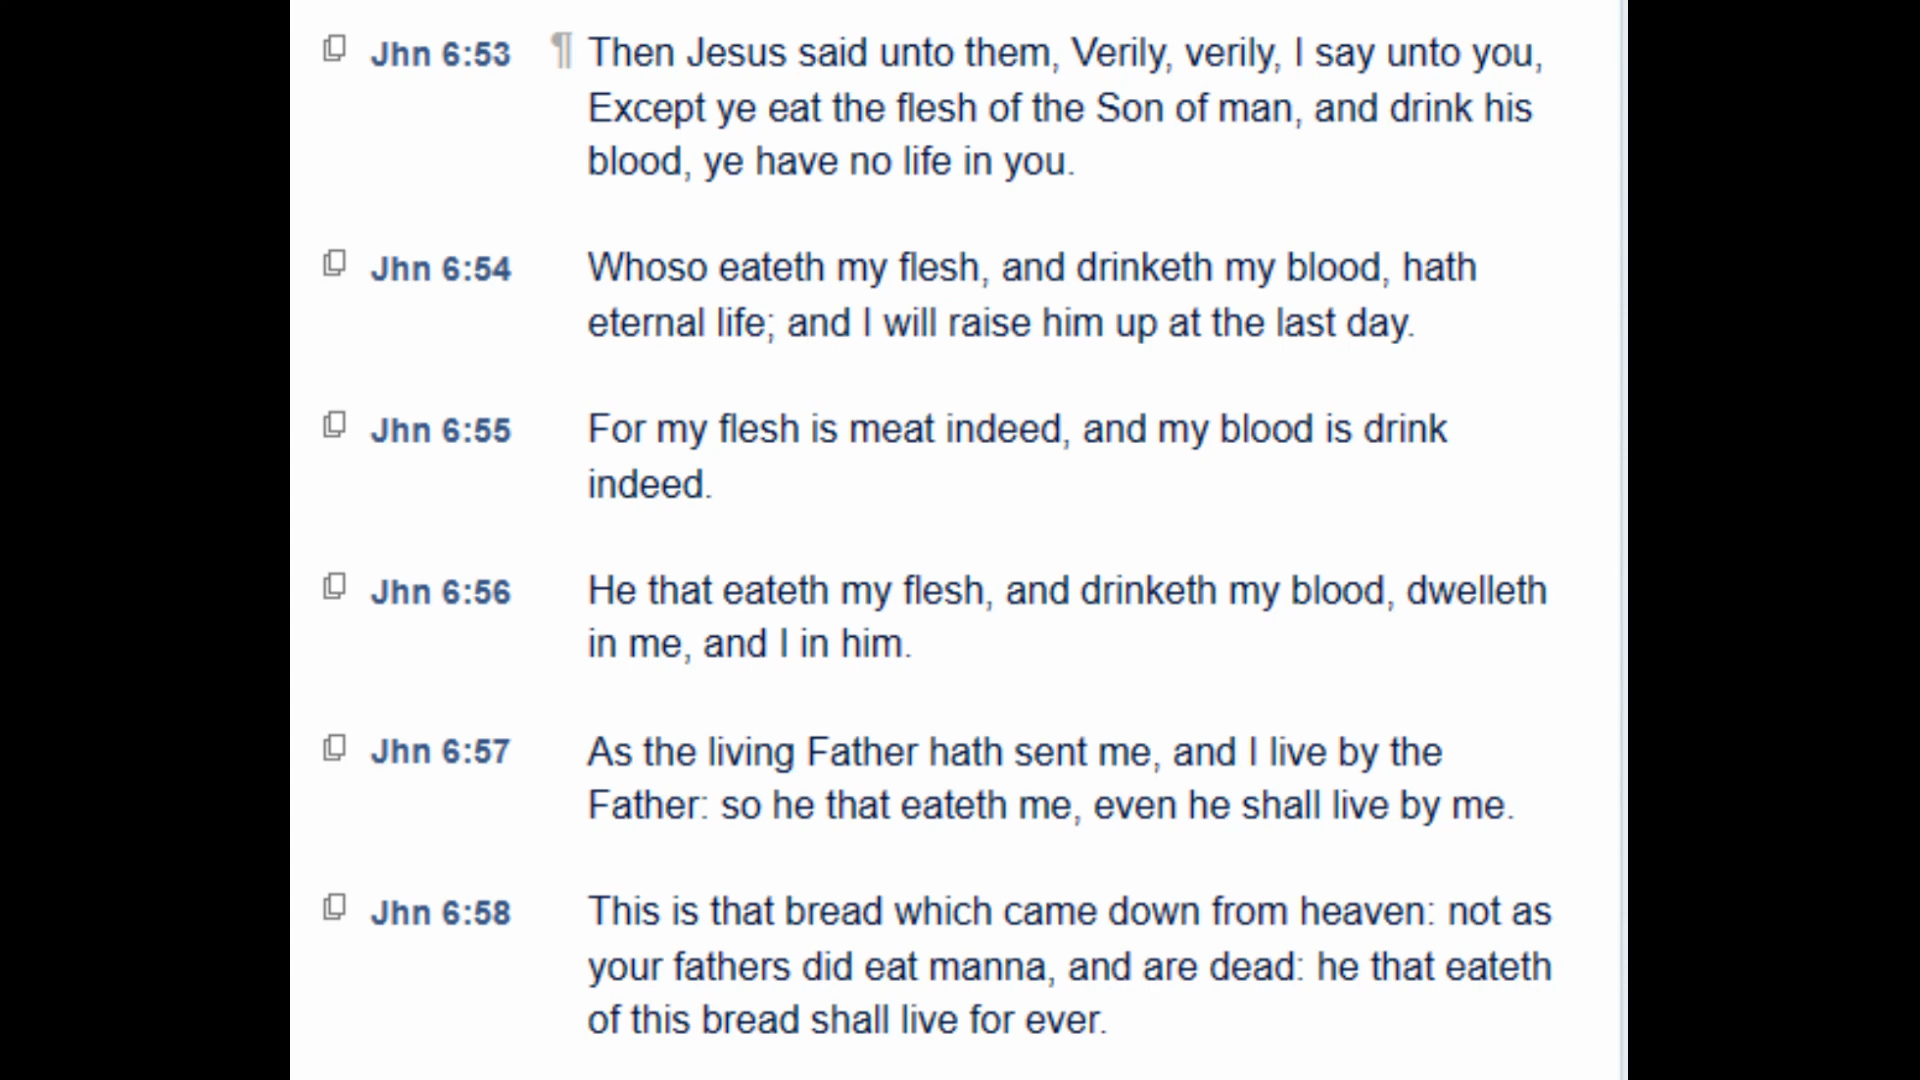 Jhn 6:53 ¶ Then Jesus said unto them, Verily, verily, I say unto you,
Except ye eat the flesh of the Son of man, and drink his
blood, ye have no life in you.
Jhn 6:54 Whoso eateth my flesh, and drinketh my blood, hath
eternal life; and I will raise him up at the last day.
Jhn 6:55 For my flesh is meat indeed, and my blood is drink
indeed.
Jhn 6:56 He that eateth my flesh, and drinketh my blood, dwelleth
in me, and I in him.
Jhn 6:57 As the living Father hath sent me, and I live by the
Father: so he that eateth me, even he shall live by me.
Jhn 6:58 This is that bread which came down from heaven: not as
your fathers did eat manna, and are dead: he that eateth
of this bread shall live for ever.